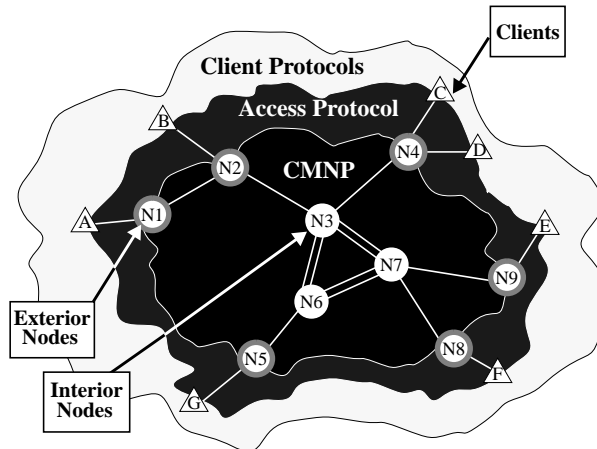 Clients
Client Protocols
C
Access Protocol
B
N4
D
N2
CMNP
A
N1
N3
E
N7
N9
N6
Exterior
Nodes
N5
N8
Interior
Nodes
F
G